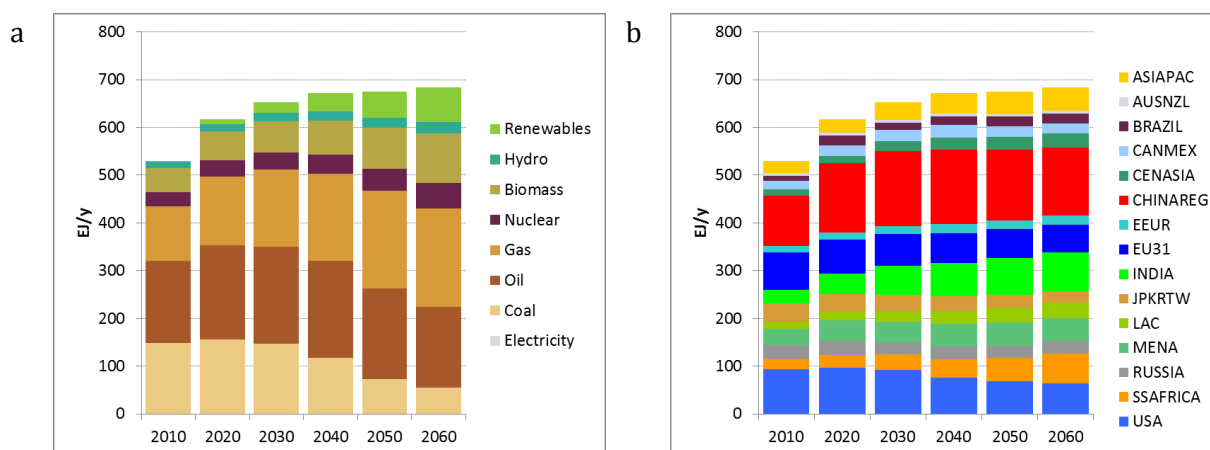 a
EJ/y
800
700
600
500
400
300
200
100
0
2010 2020 2030 2040 2050 2060
Renewables
Hydro
Biomass
Nuclear
Gas
Oil
Coal
Electricity
b
EJ/y
800
700
600
500
400
300
200
100
0
2010 2020 2030 2040 2050 2060
ASIAPAC
AUSNZL
BRAZIL
CANMEX
CENASIA
CHINAREG
EEUR
EU31
INDIA
JPKRTW
LAC
MENA
RUSSIA
SSAFRICA
USA